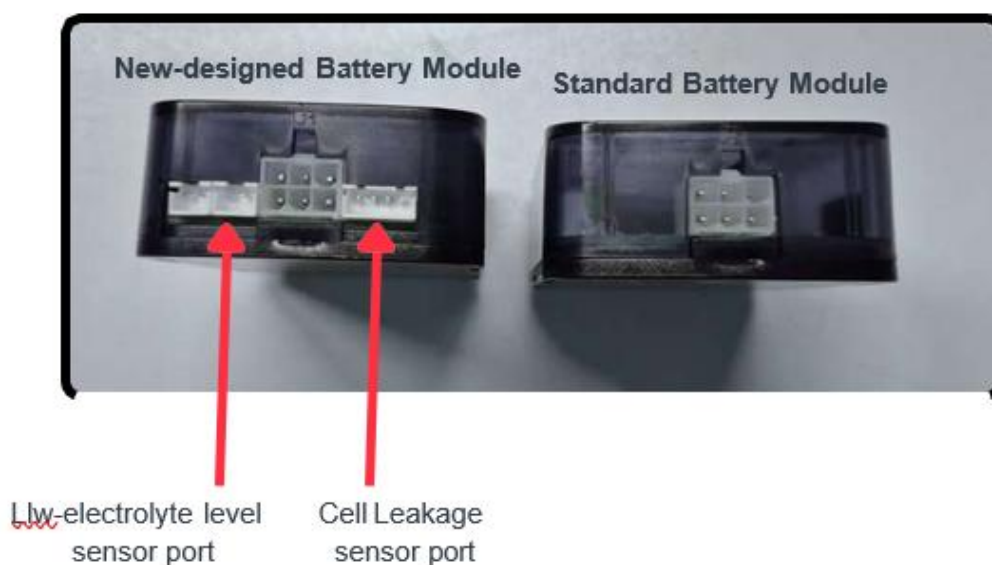 New-designed Battery Module
Standard Battery Module
Llw-electrolyte level
sensor port
Cell Leakage
sensor port